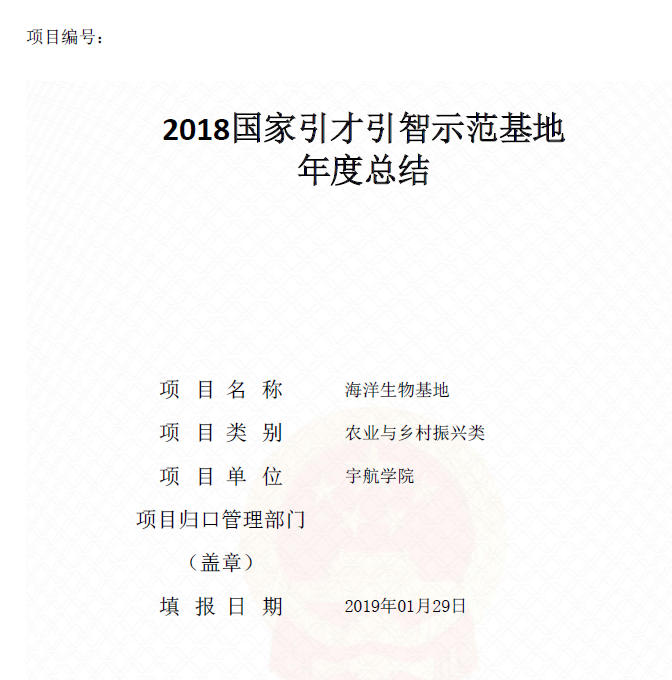 项目编号：
2018国家引才引智示范基地
年度总结
项 目 名 称 海洋生物基地
项 目 类 别 农业与乡村振兴类
项 目 单 位 宇航学院
项目归口管理部门
（盖章）
填 报 日 期 2019年01月29日